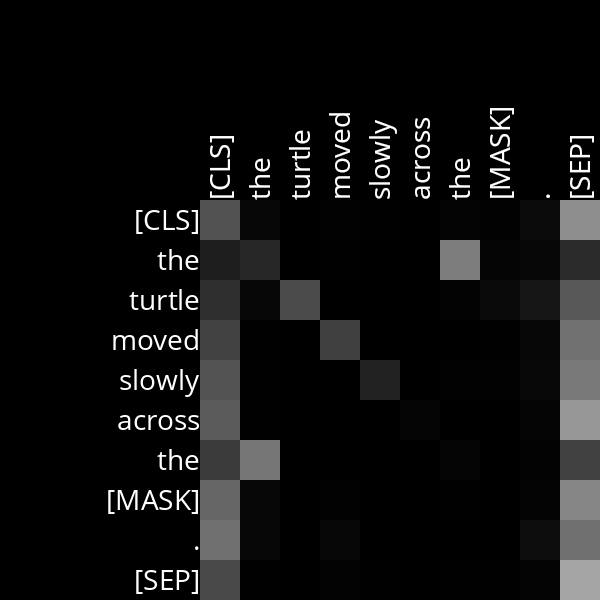 [CLS] the turtle moved slowly across the [MASK] . [SEP]
[CLS]
the
turtle
moved
slowly
across
the
[MASK]
.
[SEP]